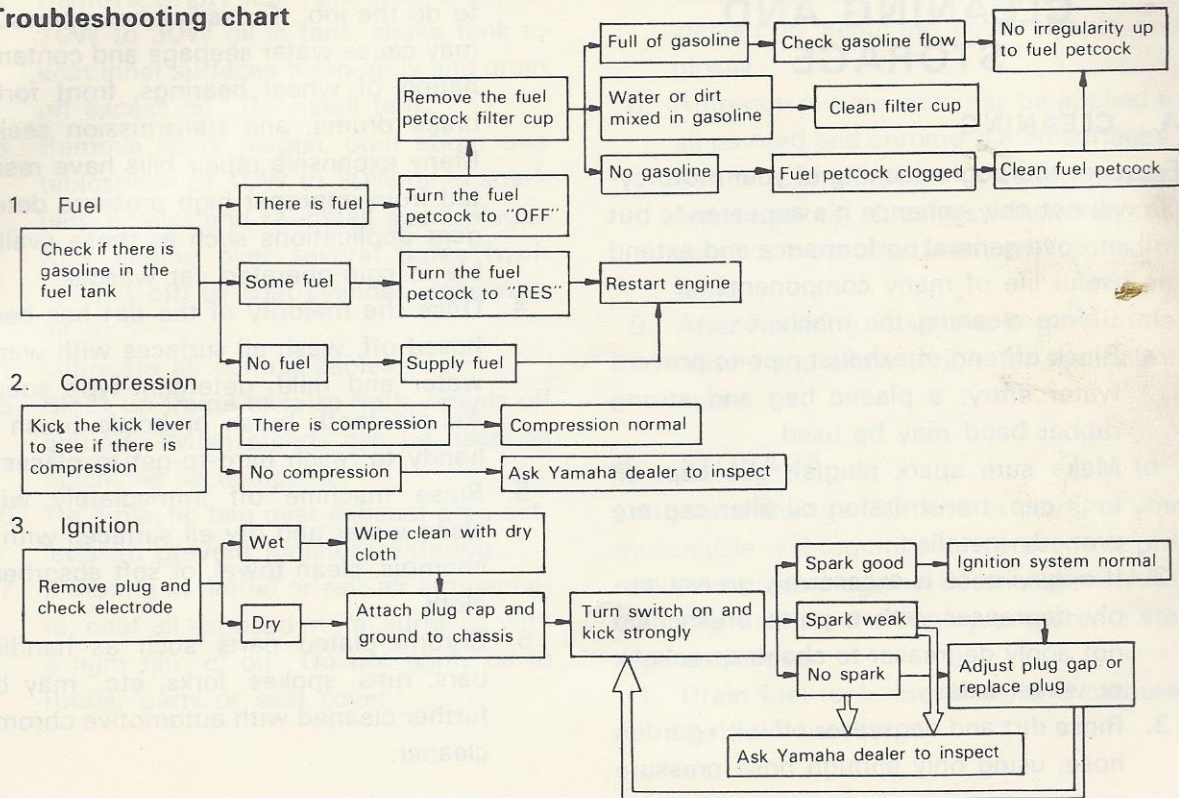 Troubleshooting chart
1. Fuel
Check if there is
gasoline in the
fuel tank
There is fuel
Turn the fuel
petcock to "OFF"
Remove the fuel
petcock filter cup
Full of gasoline
Check gasoline flow
No irregularity up
to fuel petcock
Water or dirt
mixed in gasoline
Clean filter cup
No gasoline
Fuel petcock clogged
Clean fuel petcock
Some fuel
Turn the fuel
petcock to "RES"
Restart engine
No fuel
Supply fuel
2. Compression
Kick the kick lever
to see if there is
compression
There is compression
Compression normal
No compression
Ask Yamaha dealer to inspect
3. Ignition
Remove plug and
check electrode
Wet
Wipe clean with dry
cloth
Dry
Attach plug cap and
ground to chassis
Turn switch on and
kick strongly
Spark good
Ignition system normal
Spark weak
No spark
Adjust plug gap or
replace plug
Ask Yamaha dealer to inspect